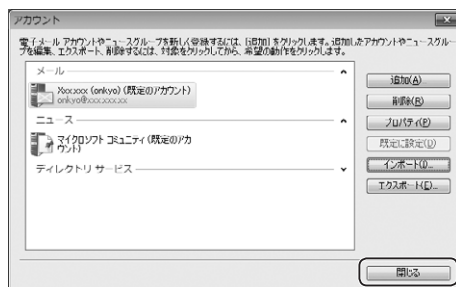 アカウント
電子メール アカウントやニュースグループを新しく登録するには、[追加] をクリックします。追加したアカウントやニュースグルー
プを編集、エクスポート、削除するには、対象をクリックしてから、希望の動作をクリックします。
メール
Xxx:xxx (onkyo) (既定のアカウント)
onkyo@xxx.xxx.xx
ニュース
マイクロソフト コミュニティ (既定のアカ
ウント)
ディレクトリ サービス
追加(A)
削除(R)
プロパティ(P)
既定に設定(D)
インポート(I)...
エクスポート(E)...
閉じる